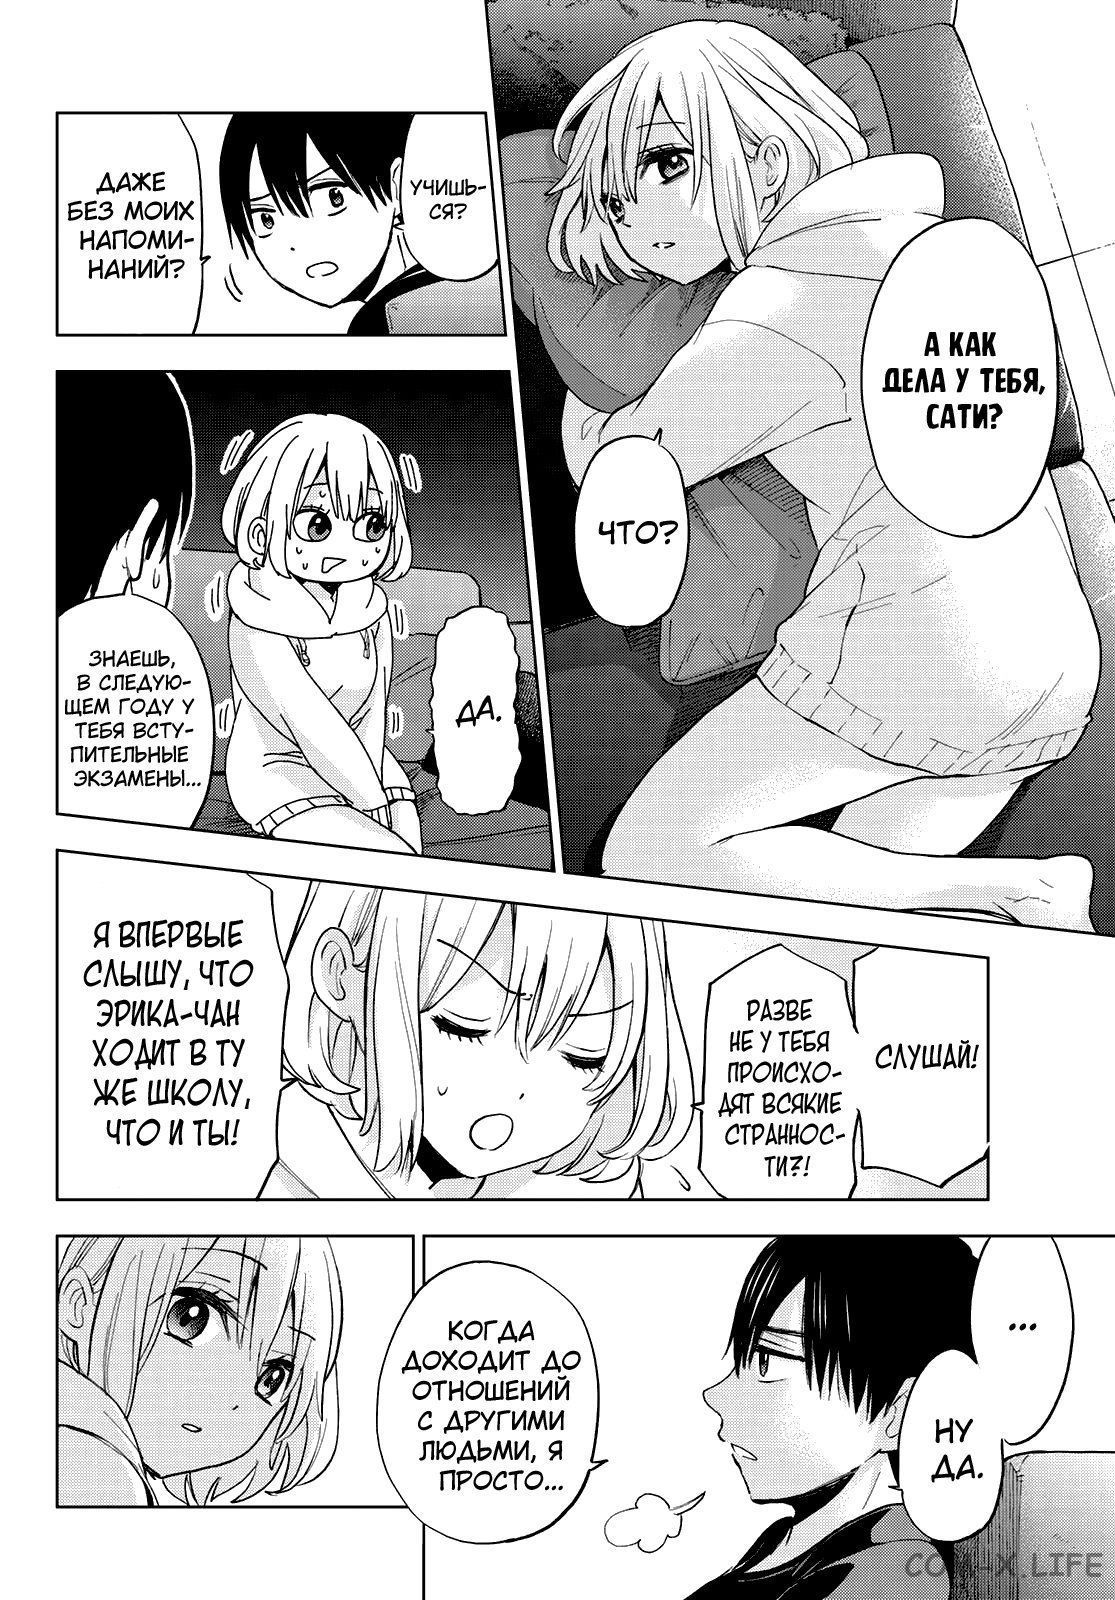 А КАК
ДЕЛА У ТЕБЯ,
САТИ?
ЧТО?
УЧИШЬ-
СЯ?
ДАЖЕ
БЕЗ МОИХ
НАПОМИ-
НАНИЙ?
ДА.
ЗНАЕШЬ,
В СЛЕДУЮ-
ЩЕМ ГОДУ У
ТЕБЯ ВСТУ-
ПИТЕЛЬНЫЕ
ЭКЗАМЕНЫ...
СЛУШАЙ!
РАЗВЕ
НЕ У ТЕБЯ
ПРОИСХО-
ДЯТ ВСЯКИЕ
СТРАННОС-
ТИ?!
Я ВПЕРВЫЕ
СЛЫШУ, ЧТО
ЭРИКА-ЧАН
ХОДИТ В ТУ
ЖЕ ШКОЛУ,
ЧТО И ТЫ!
...
НУ
ДА.
КОГДА
ДОХОДИТ ДО
ОТНОШЕНИЙ
С ДРУГИМИ
ЛЮДЬМИ, Я
ПРОСТО...
COM-X.LIFE